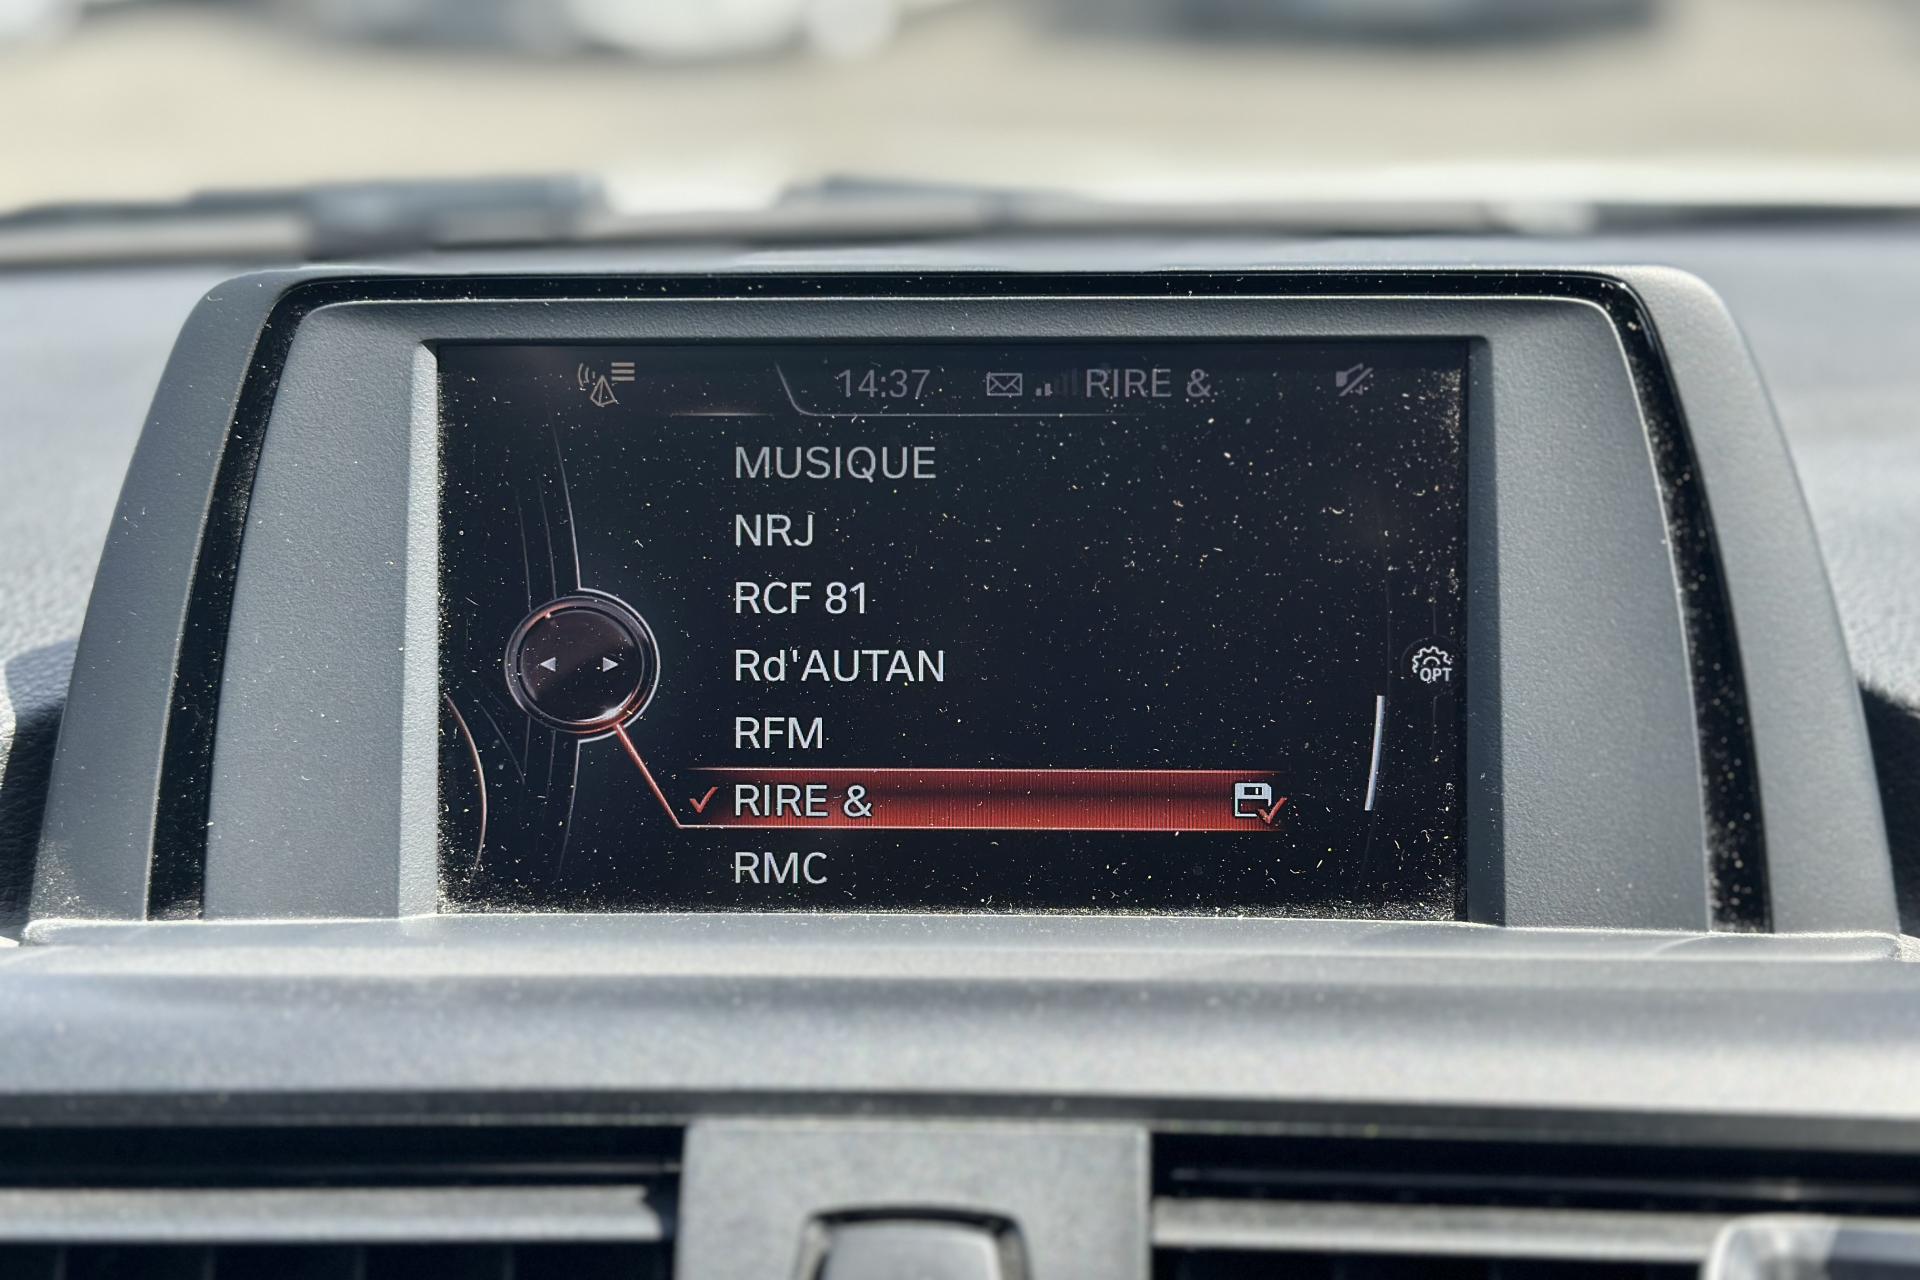 14:37 RIRE &
MUSIQUE
NRJ
RCF 81
Rd'AUTAN
RFM
RIRE &
RMC
OPT